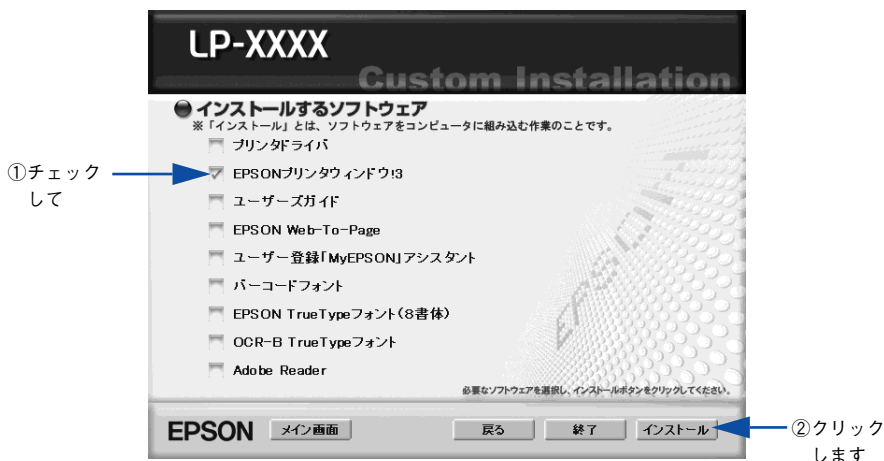 LP-XXXX
Custom Installation
インストールするソフトウェア
※「インストール」とは、ソフトウェアをコンピュータに組み込む作業のことです。
プリンタドライバ
①チェック
して
EPSONプリンタウィンドウ!3
ユーザーズガイド
EPSON Web-To-Page
ユーザー登録「MyEPSON」アシスタント
バーコードフォント
EPSON TrueTypeフォント(8書体)
OCR-B TrueTypeフォント
Adobe Reader
EPSON
必要なソフトウェアを選択し、インストールボタンをクリックしてください。
EPSON
メイン画面
戻る
終了
インストール
②クリック
します